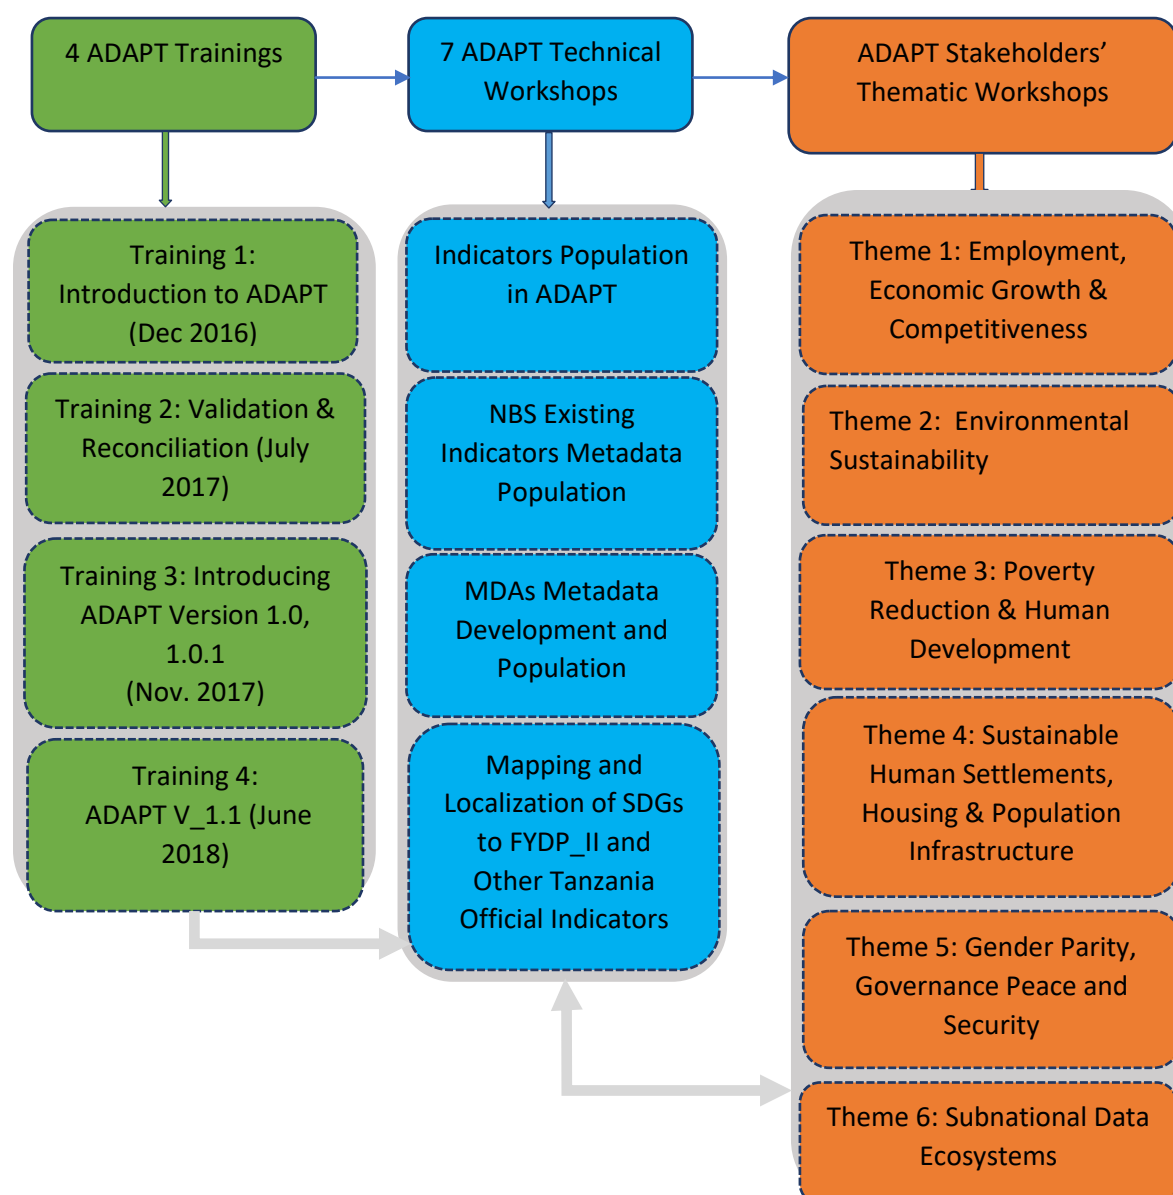 4 ADAPT Trainings
7 ADAPT Technical
Workshops
ADAPT Stakeholders’
Thematic Workshops
Training 1:
Introduction to ADAPT
(Dec 2016)
Training 2: Validation &
Reconciliation (July
2017)
Training 3: Introducing
ADAPT Version 1.0,
1.0.1
(Nov. 2017)
Training 4:
ADAPT V_1.1 (June
2018)
Indicators Population
in ADAPT
NBS Existing
Indicators Metadata
Population
MDAs Metadata
Development and
Population
Mapping and
Localization of SDGs
to FYDP_II and
Other Tanzania
Official Indicators
Theme 1: Employment,
Economic Growth &
Competitiveness
Theme 2:  Environmental
Sustainability
Theme 3: Poverty
Reduction & Human
Development
Theme 4: Sustainable
Human Settlements,
Housing & Population
Infrastructure
Theme 5: Gender Parity,
Governance Peace and
Security
Theme 6: Subnational Data
Ecosystems